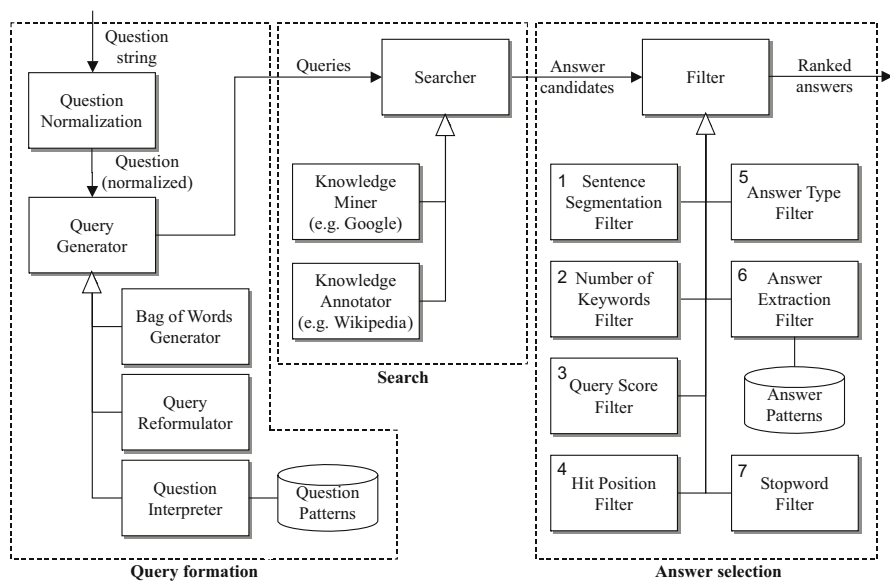 Question
string
Question
Normalization
Question
(normalized)
Query
Generator
Bag of Words
Generator
Query
Reformulator
Question
Interpreter
Question
Patterns
Query formation
Queries
Searcher
Knowledge
Miner
(e.g. Google)
Knowledge
Annotator
(e.g. Wikipedia)
Search
Answer
candidates
Filter
Ranked
answers
1 Sentence
Segmentation
Filter
2 Number of
Keywords
Filter
3
Query Score
Filter
4
Hit Position
Filter
5
Answer Type
Filter
6 Answer
Extraction
Filter
Answer
Patterns
7
Stopword
Filter
Answer selection